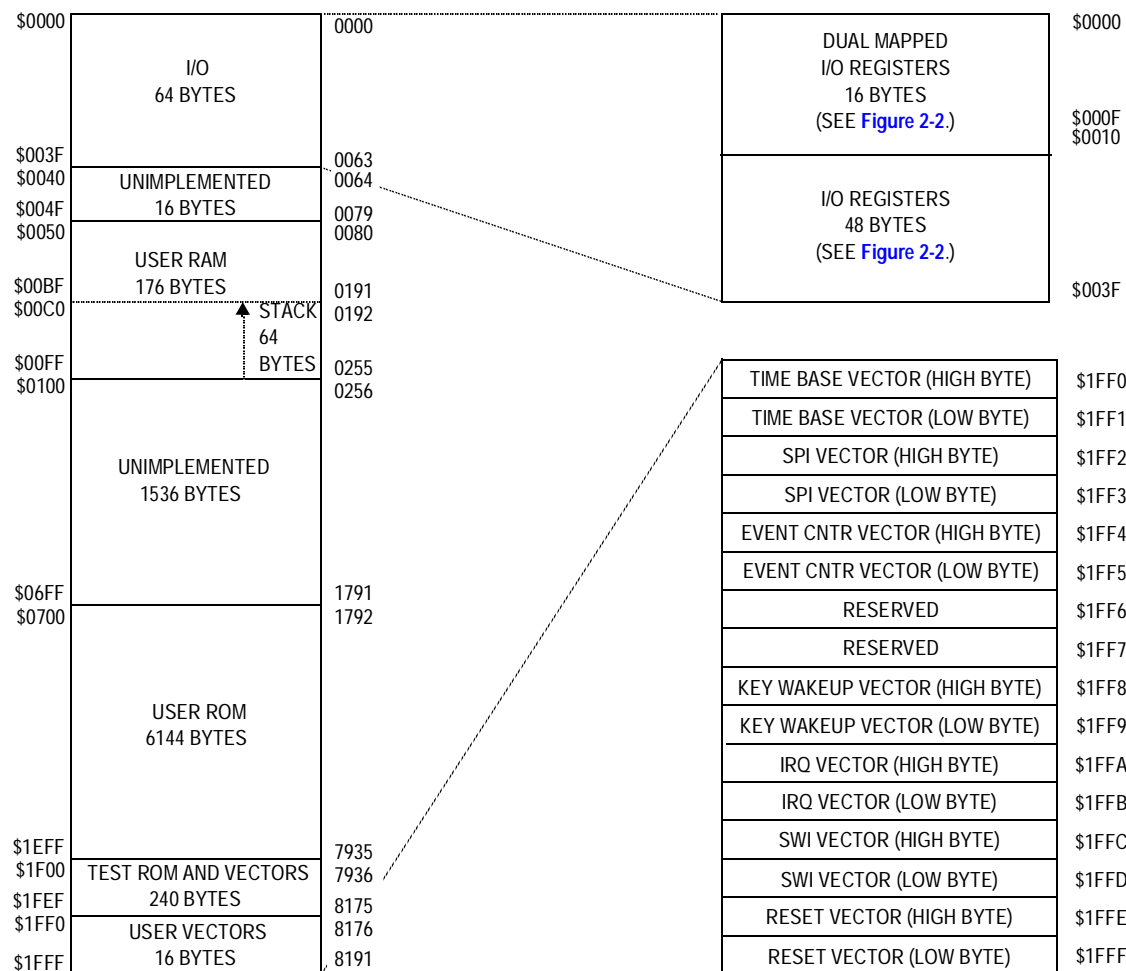 $0000
I/O
64 BYTES
0000
$003F
0063
$0040
UNIMPLEMENTED
16 BYTES
0064
$004F
0079
$0050
0080
USER RAM
176 BYTES
$00BF
0191
$00C0
0192
STACK
64
BYTES
$00FF
0255
$0100
0256
UNIMPLEMENTED
1536 BYTES
$06FF
1791
$0700
1792
USER ROM
6144 BYTES
$1EFF
7935
$1F00
TEST ROM AND VECTORS
240 BYTES
7936
$1FEF
8175
$1FF0
8176
USER VECTORS
16 BYTES
$1FFF
8191
DUAL MAPPED
I/O REGISTERS
16 BYTES
(SEE Figure 2-2.)
$0000
$000F
$0010
I/O REGISTERS
48 BYTES
(SEE Figure 2-2.)
$003F
TIME BASE VECTOR (HIGH BYTE) $1FF0
TIME BASE VECTOR (LOW BYTE) $1FF1
SPI VECTOR (HIGH BYTE) $1FF2
SPI VECTOR (LOW BYTE) $1FF3
EVENT CNTR VECTOR (HIGH BYTE) $1FF4
EVENT CNTR VECTOR (LOW BYTE) $1FF5
RESERVED $1FF6
RESERVED $1FF7
KEY WAKEUP VECTOR (HIGH BYTE) $1FF8
KEY WAKEUP VECTOR (LOW BYTE) $1FF9
IRQ VECTOR (HIGH BYTE) $1FFA
IRQ VECTOR (LOW BYTE) $1FFB
SWI VECTOR (HIGH BYTE) $1FFC
SWI VECTOR (LOW BYTE) $1FFD
RESET VECTOR (HIGH BYTE) $1FFE
RESET VECTOR (LOW BYTE) $1FFF